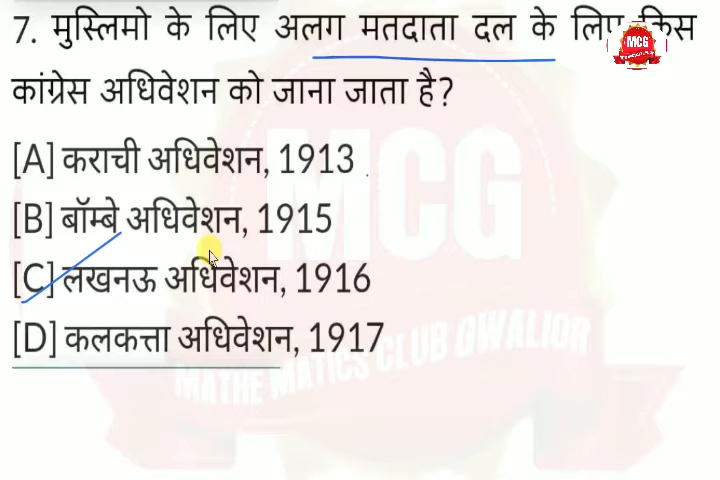 7. मुस्लिमो के लिए अलग मतदाता दल के लिए किस
MCG
कांग्रेस अधिवेशन को जाना जाता है?
[A] कराची अधिवेशन, 1913
[B] बॉम्बे अधिवेशन, 1915
[C] लखनऊ अधिवेशन, 1916
[D] कलकत्ता अधिवेशन, 1917
MCG
MATHEMATICS CLUB GWALIOR